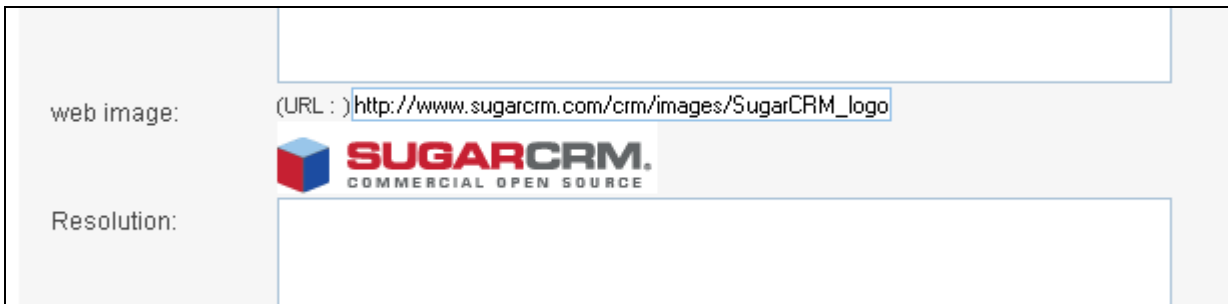 web image:
(URL : ) http://www.sugarcrm.com/crm/images/SugarCRM_logo
SUGARCRM.
COMMERCIAL OPEN SOURCE
Resolution: